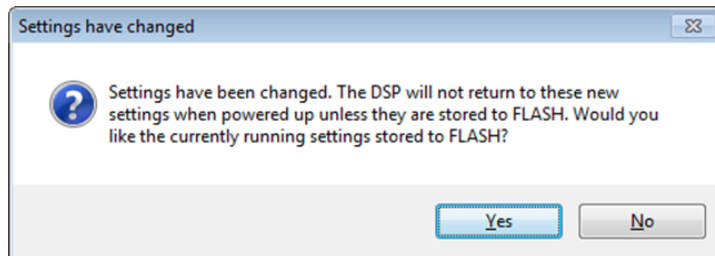 Settings have changed
Settings have been changed. The DSP will not return to these new
settings when powered up unless they are stored to FLASH. Would you
like the currently running settings stored to FLASH?
Yes
No